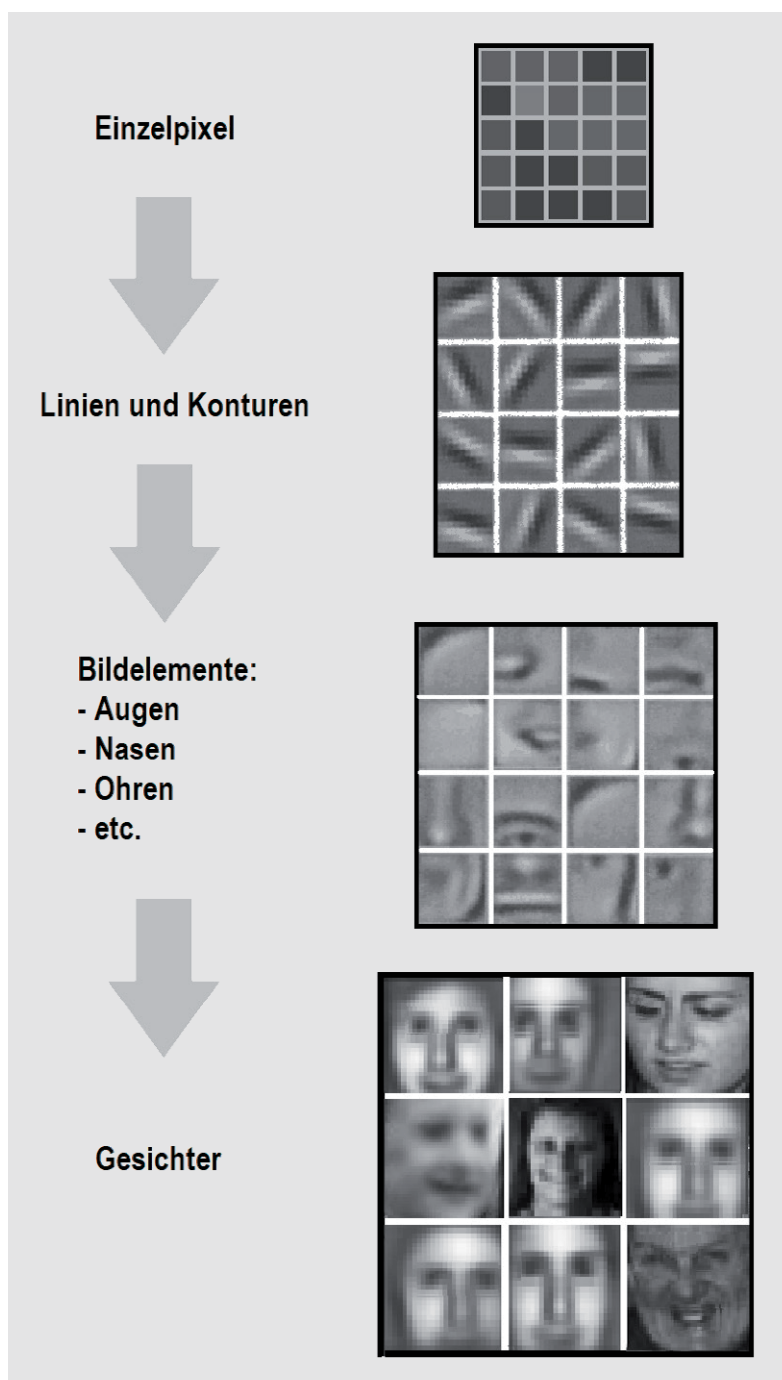 Einzelpixel
Linien und Konturen
Bildelemente:
- Augen
- Nasen
- Ohren
- etc.
Gesichter